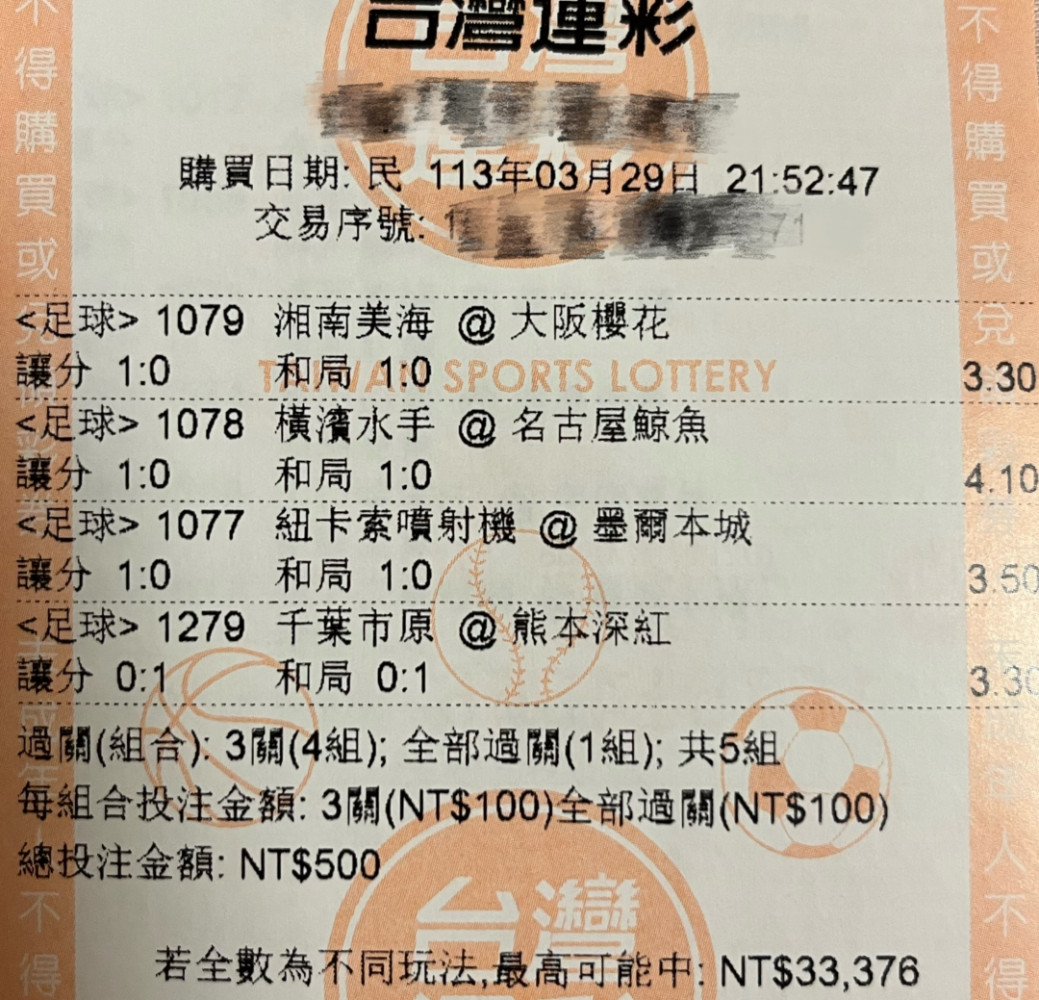 台灣運彩
購買日期: 民 113年03月29日 21:52:47
交易序號:
<足球> 1079 湘南美海 @ 大阪櫻花
讓分 1:0 和局 1:0 3.30
TAIWAN SPORTS LOTTERY
<足球> 1078 橫濱水手 @ 名古屋鯨魚
讓分 1:0 和局 1:0 4.10
<足球> 1077 紐卡索噴射機 @ 墨爾本城
讓分 1:0 和局 1:0 3.50
<足球> 1279 千葉市原 @ 熊本深紅
讓分 0:1 和局 0:1 3.30
過關(組合): 3關(4組); 全部過關(1組); 共5組
每組合投注金額: 3關(NT$100)全部過關(NT$100)
總投注金額: NT$500
台灣
若全數為不同玩法,最高可能中: NT$33,376
不得購買或兌
不得
不得購買或兌
年人不得